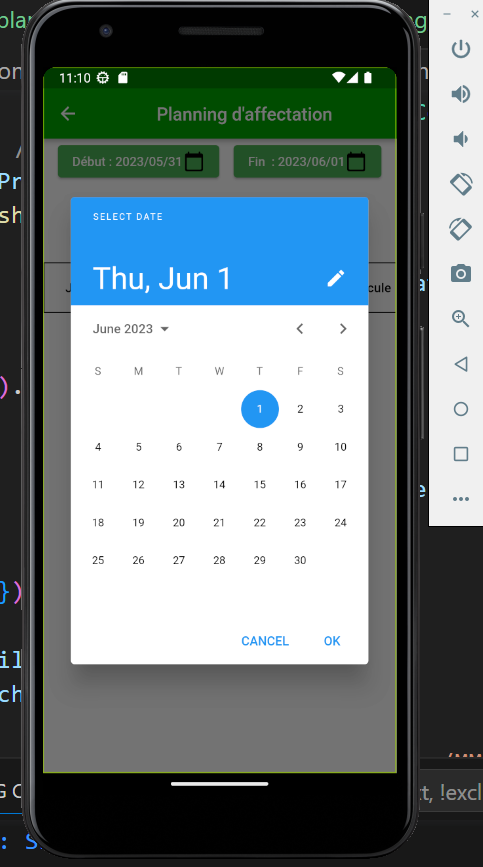 11:10
Planning d'affectation
Début : 2023/05/31 Fin : 2023/06/01
SELECT DATE
Thu, Jun 1
J
cule
June 2023
S M T W T F S
1 2 3
4 5 6 7 8 9 10
11 12 13 14 15 16 17
18 19 20 21 22 23 24
25 26 27 28 29 30
CANCEL OK
t, !excl
: S